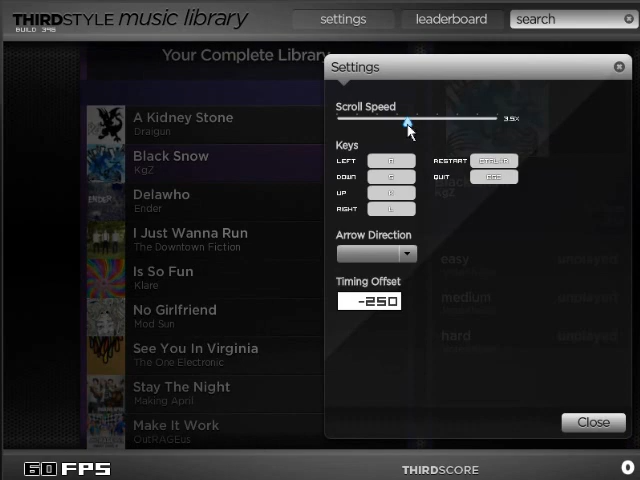 THIRDSTYLE music library
BUILD 396
settings
leaderboard
search
Your Complete Library
Settings
Scroll Speed
3.5X
Keys
LEFT
RESTART
CTRL+R
DOWN
QUIT
ESC
UP
RIGHT
L
Arrow Direction
Timing Offset
-250
Close
A Kidney Stone
Draigun
Black Snow
KgZ
Delawho
Ender
I Just Wanna Run
The Downtown Fiction
Is So Fun
Klare
No Girlfriend
Mod Sun
See You In Virginia
The One Electronic
Stay The Night
Making April
Make It Work
OutRAGEus
KgZ
easy
unplayed
medium
unplayed
hard
unplayed
60 FPS
THIRDSCORE
0